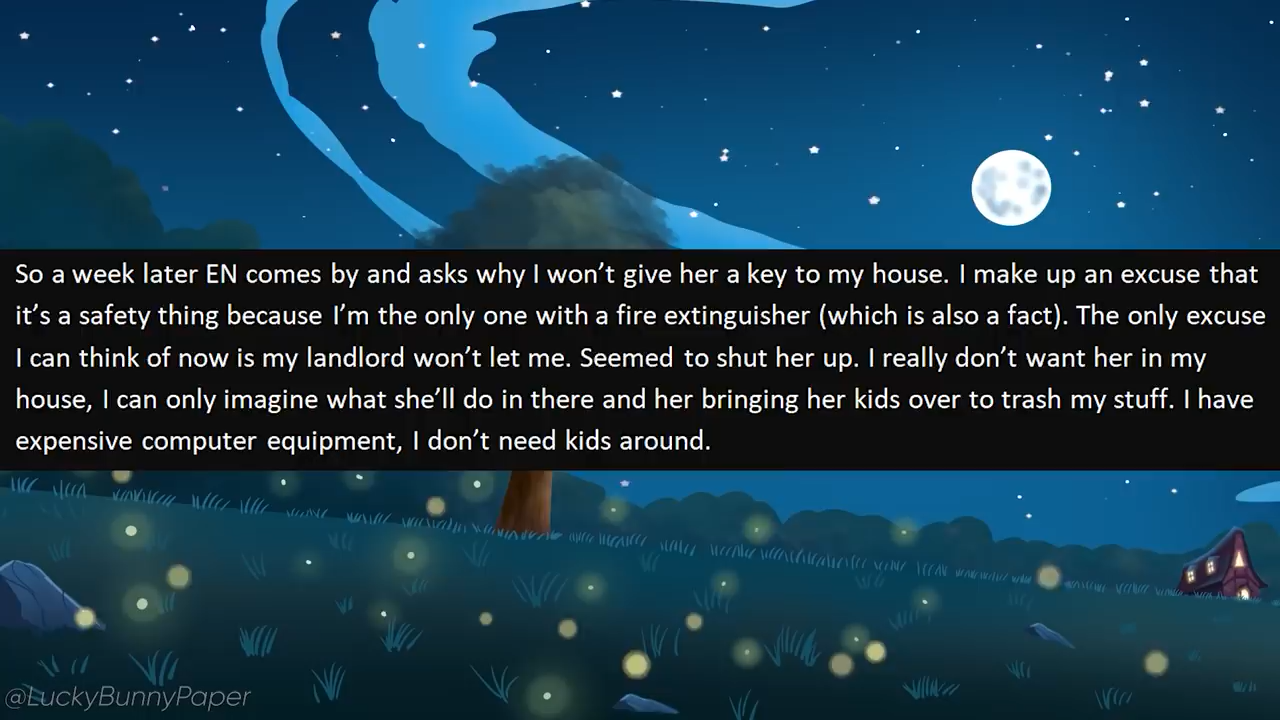 So a week later EN comes by and asks why I won’t give her a key to my house. I make up an excuse that
it’s a safety thing because I’m the only one with a fire extinguisher (which is also a fact). The only excuse
I can think of now is my landlord won’t let me. Seemed to shut her up. I really don’t want her in my
house, I can only imagine what she’ll do in there and her bringing her kids over to trash my stuff. I have
expensive computer equipment, I don’t need kids around.
@LuckyBunnyPaper